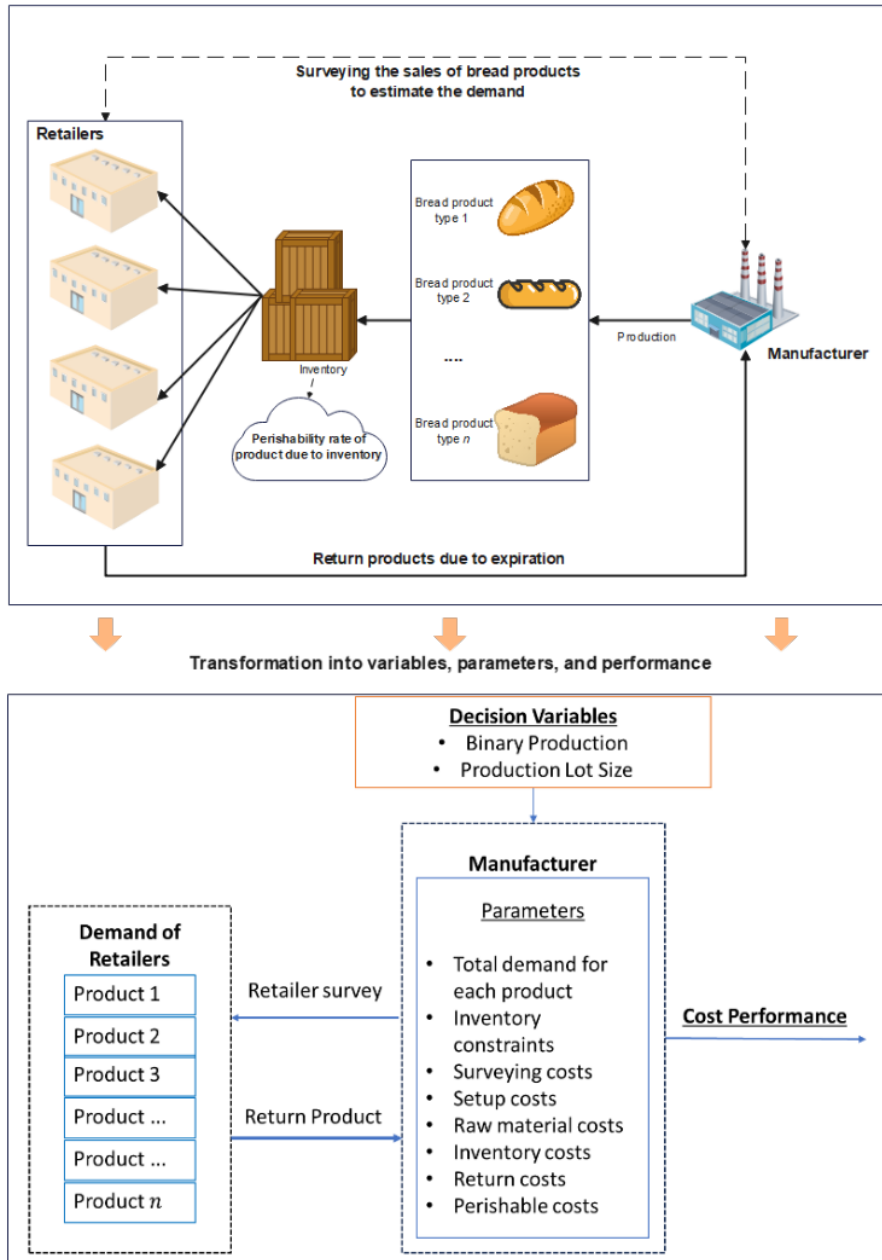 Surveying the sales of bread products
to estimate the demand
Retailers
Bread product
type 1
Bread product
type 2
....
Bread product
type n
Production
Manufacturer
Inventory
I
Perishability rate of
product due to inventory
Return products due to expiration
Transformation into variables, parameters, and performance
Decision Variables
• Binary Production
• Production Lot Size
Manufacturer
Parameters
• Total demand for
each product
• Inventory
constraints
• Surveying costs
• Setup costs
• Raw material costs
• Inventory costs
• Return costs
• Perishable costs
Demand of
Retailers
Product 1
Product 2
Product 3
Product ...
Product ...
Product n
Retailer survey
Return Product
Cost Performance